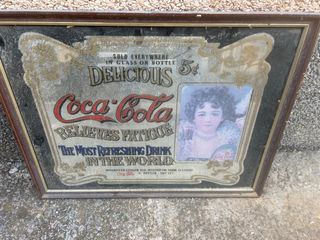 SOLD EVERYWHERE
IN GLASS OR BOTTLE
DELICIOUS 5¢
Coca-Cola
RELIEVES FATIGUE
THE MOST REFRESHING DRINK
IN THE WORLD